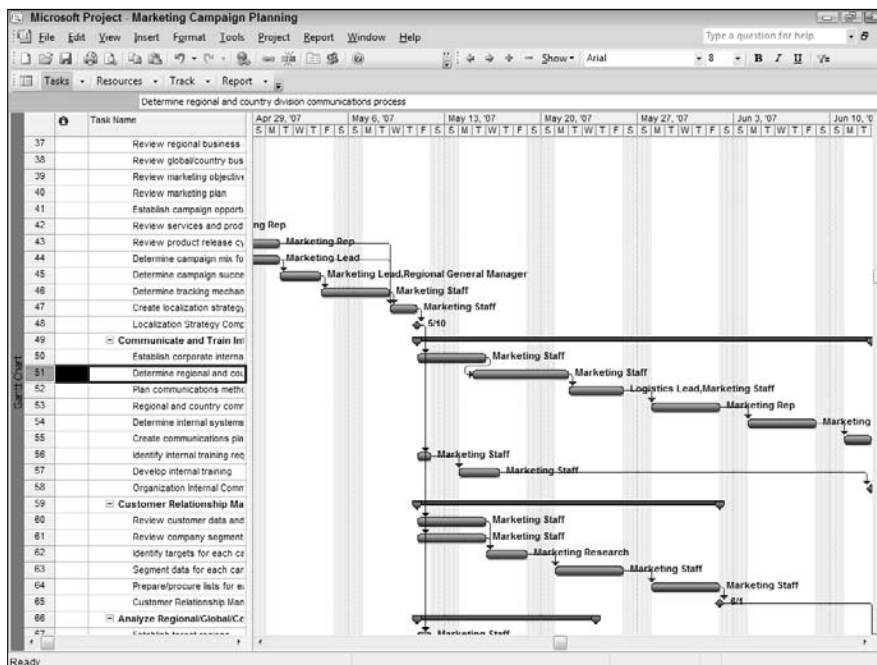 Microsoft Project - Marketing Campaign Planning
File Edit View Insert Format Tools Project Report Window Help
Type a question for help
Show Arial 8 B I U
Tasks Resources Track Report
Determine regional and country division communications process
Task Name
Apr 29, '07 May 6, '07 May 13, '07 May 20, '07 May 27, '07 Jun 3, '07 Jun 10, '0
S M T W T F S S M T W T F S S M T W T F S S M T W T F S S M T W T F S S M T W T F S S M T
37 Review regional business
38 Review global/country bus
39 Review marketing objective
40 Review marketing plan
41 Establish campaign opportu
42 Review services and prod ng Rep
43 Review product release cy Marketing Rep
44 Determine campaign mix fo Marketing Lead
45 Determine campaign succe Marketing Lead,Regional General Manager
46 Determine tracking mechan Marketing Staff
47 Create localization strategy Marketing Staff
48 Localization Strategy Comp 5/10
49 Communicate and Train Int
50 Establish corporate interna Marketing Staff
51 Determine regional and cou Marketing Staff
52 Plan communications metho Logistics Lead,Marketing Staff
53 Regional and country comr Marketing Rep
54 Determine internal systems Marketing
55 Create communications pla
56 Identify internal training req Marketing Staff
57 Develop internal training Marketing Staff
58 Organization Internal Comm
59 Customer Relationship Ma
60 Review customer data and Marketing Staff
61 Review company segment Marketing Staff
62 Identify targets for each ca Marketing Research
63 Segment data for each car Marketing Staff
64 Prepare/procure lists for ea Marketing Staff
65 Customer Relationship Man 6/1
66 Analyze Regional/Global/Co
67 Establish target regions Marketing Staff
Gantt Chart
Ready